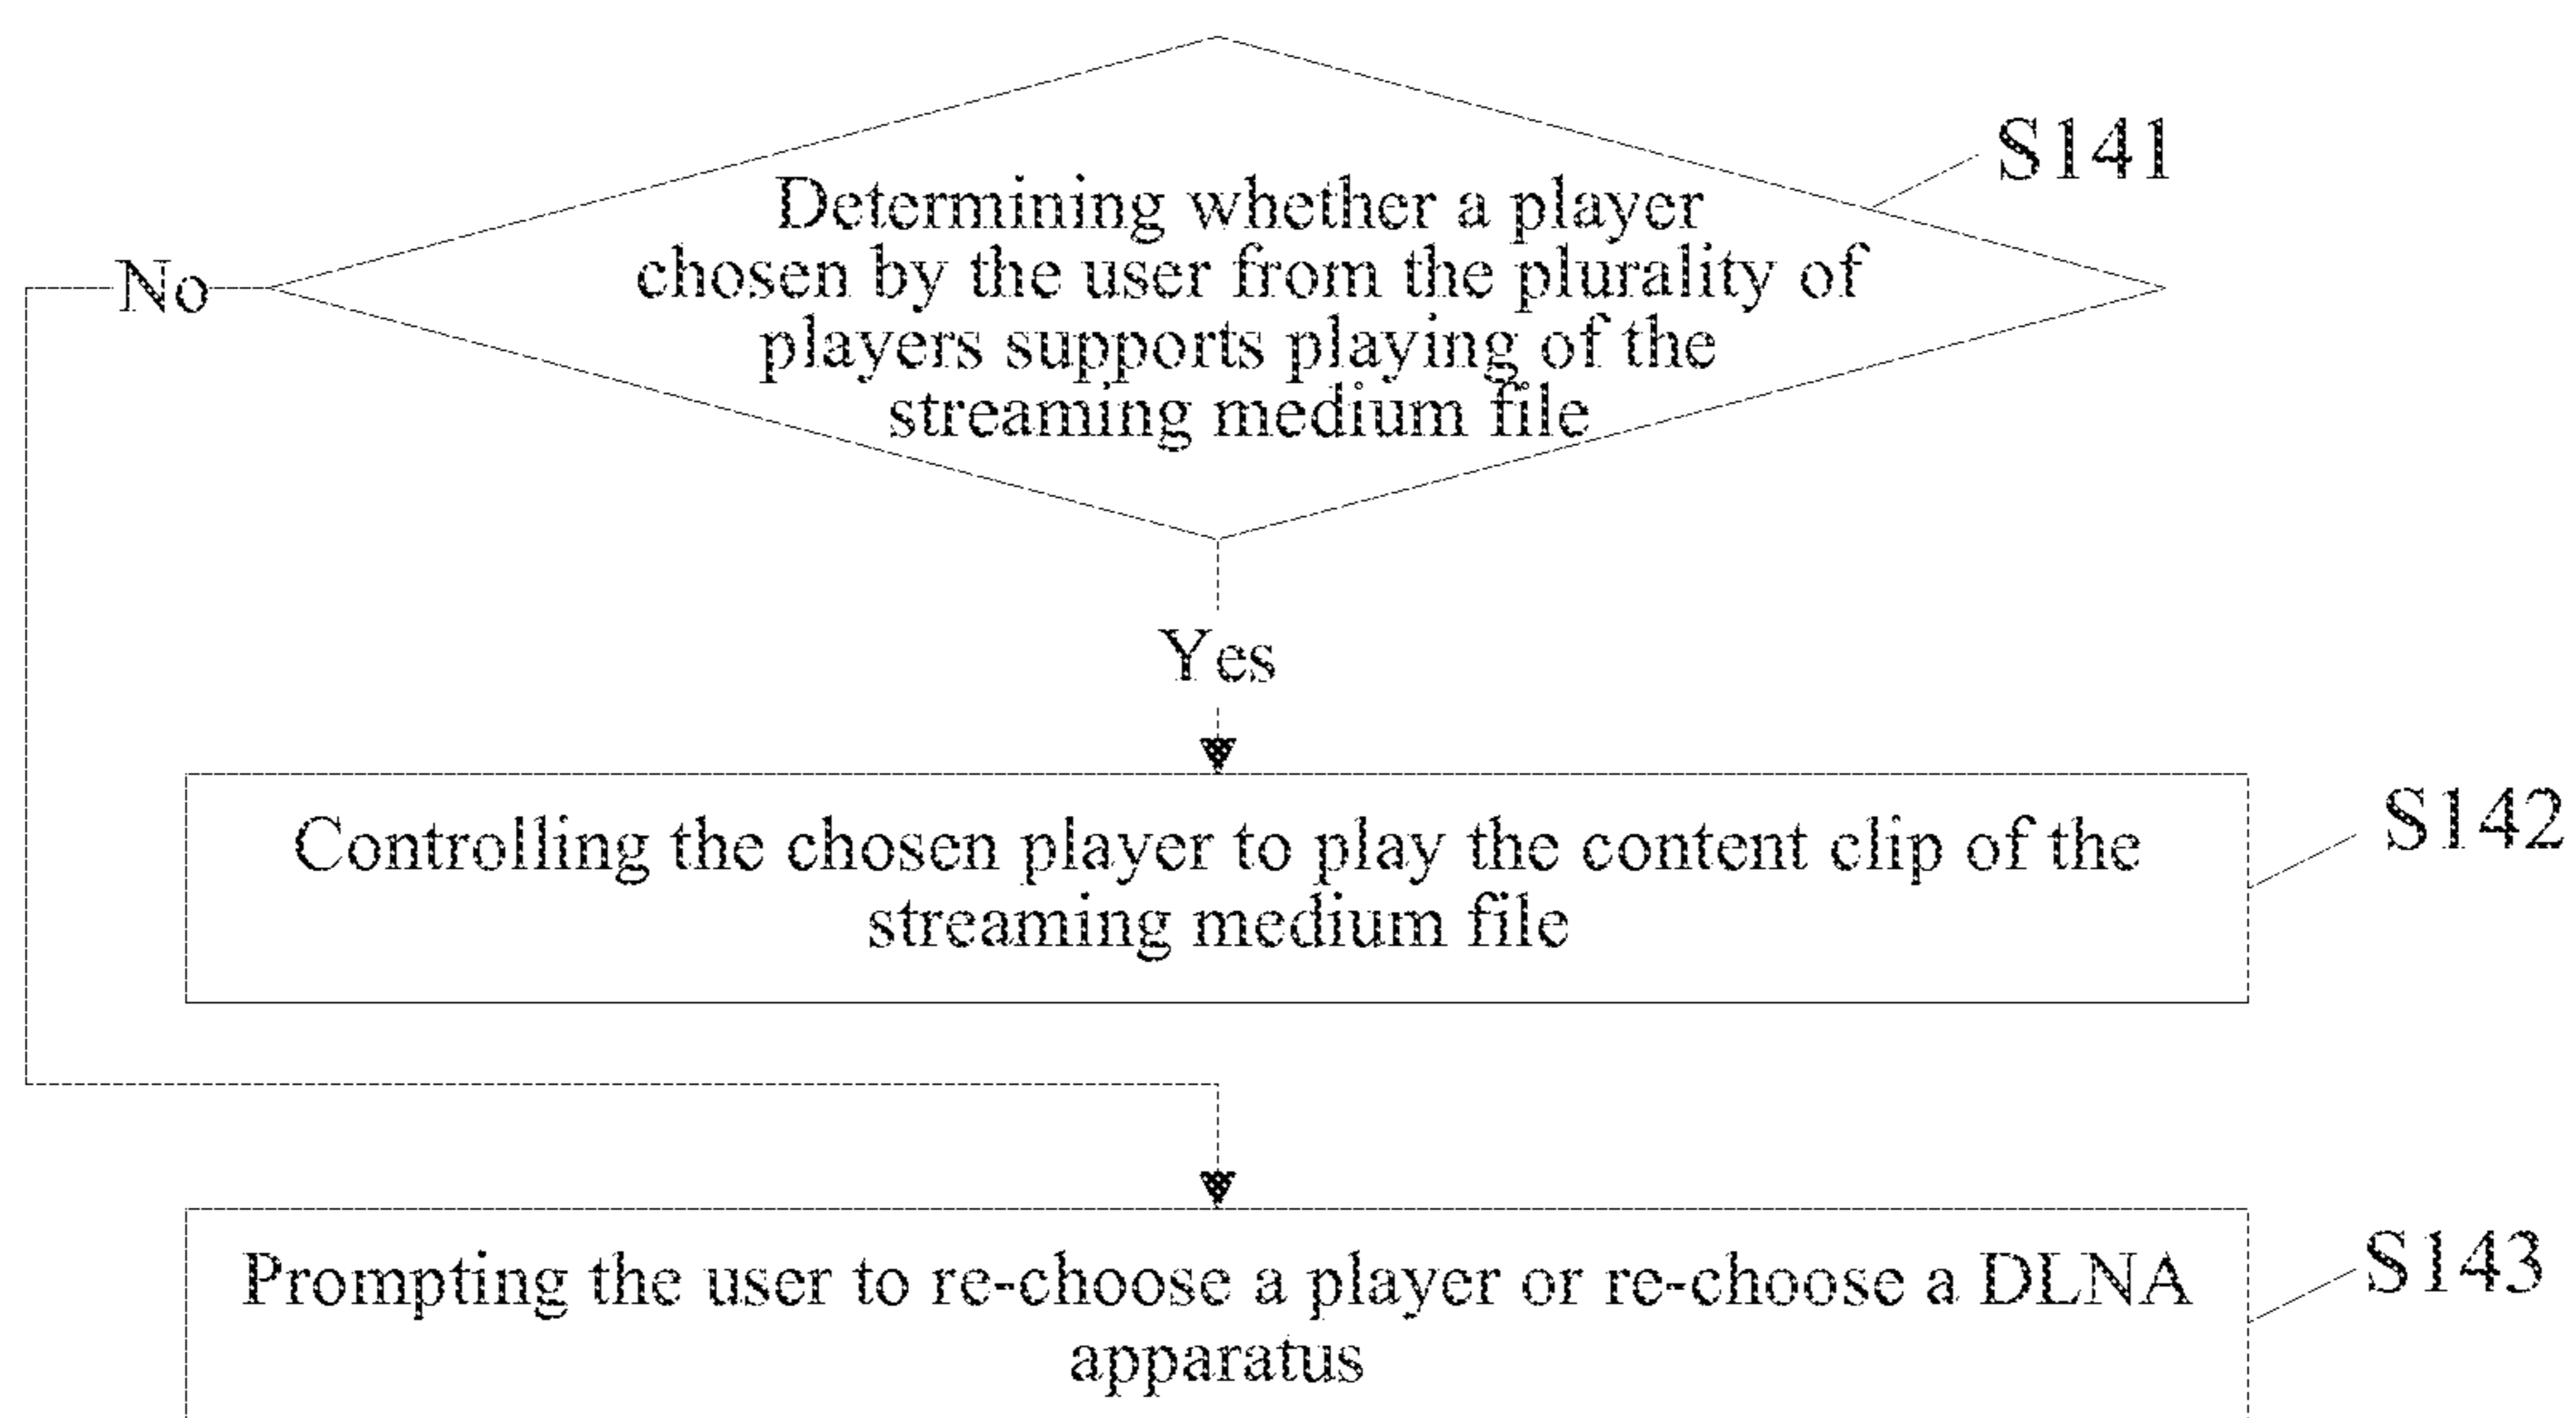 S141
Determining whether a player
chosen by the user from the plurality of
No
players supports playing of the
streaming medium file
Yes
Controlling the chosen player to play the content clip of the
streaming medium file
S142
Prompting the user to re-choose a player or re-choose a DLNA
apparatus
S143